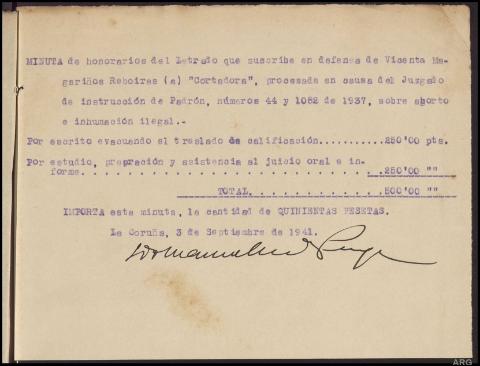 MINUTA de honorarios del Letrado que suscribe en defensa de Vicenta Ma-
gariños Reboires (a) "Cortadora", procesada en causa del Juzgado
de instrucción de Padrón, números 44 y 1082 de 1937, sobre aborto
e inhumación ilegal.-
Por escrito evacuando el traslado de calificación...........250'00 pts.
Por estudio, prepración y asistencia al juicio oral e in-
forme. . . . . . . . . . . . . . . . . . . . . . . . . .250'00 ""
TOTAL. . . . . . . . . . . 500'00 ""
IMPORTA esta minuta, la cantidad de QUINIENTAS PESETAS.
La Coruña, 3 de Septiembre de 1941.
ARG